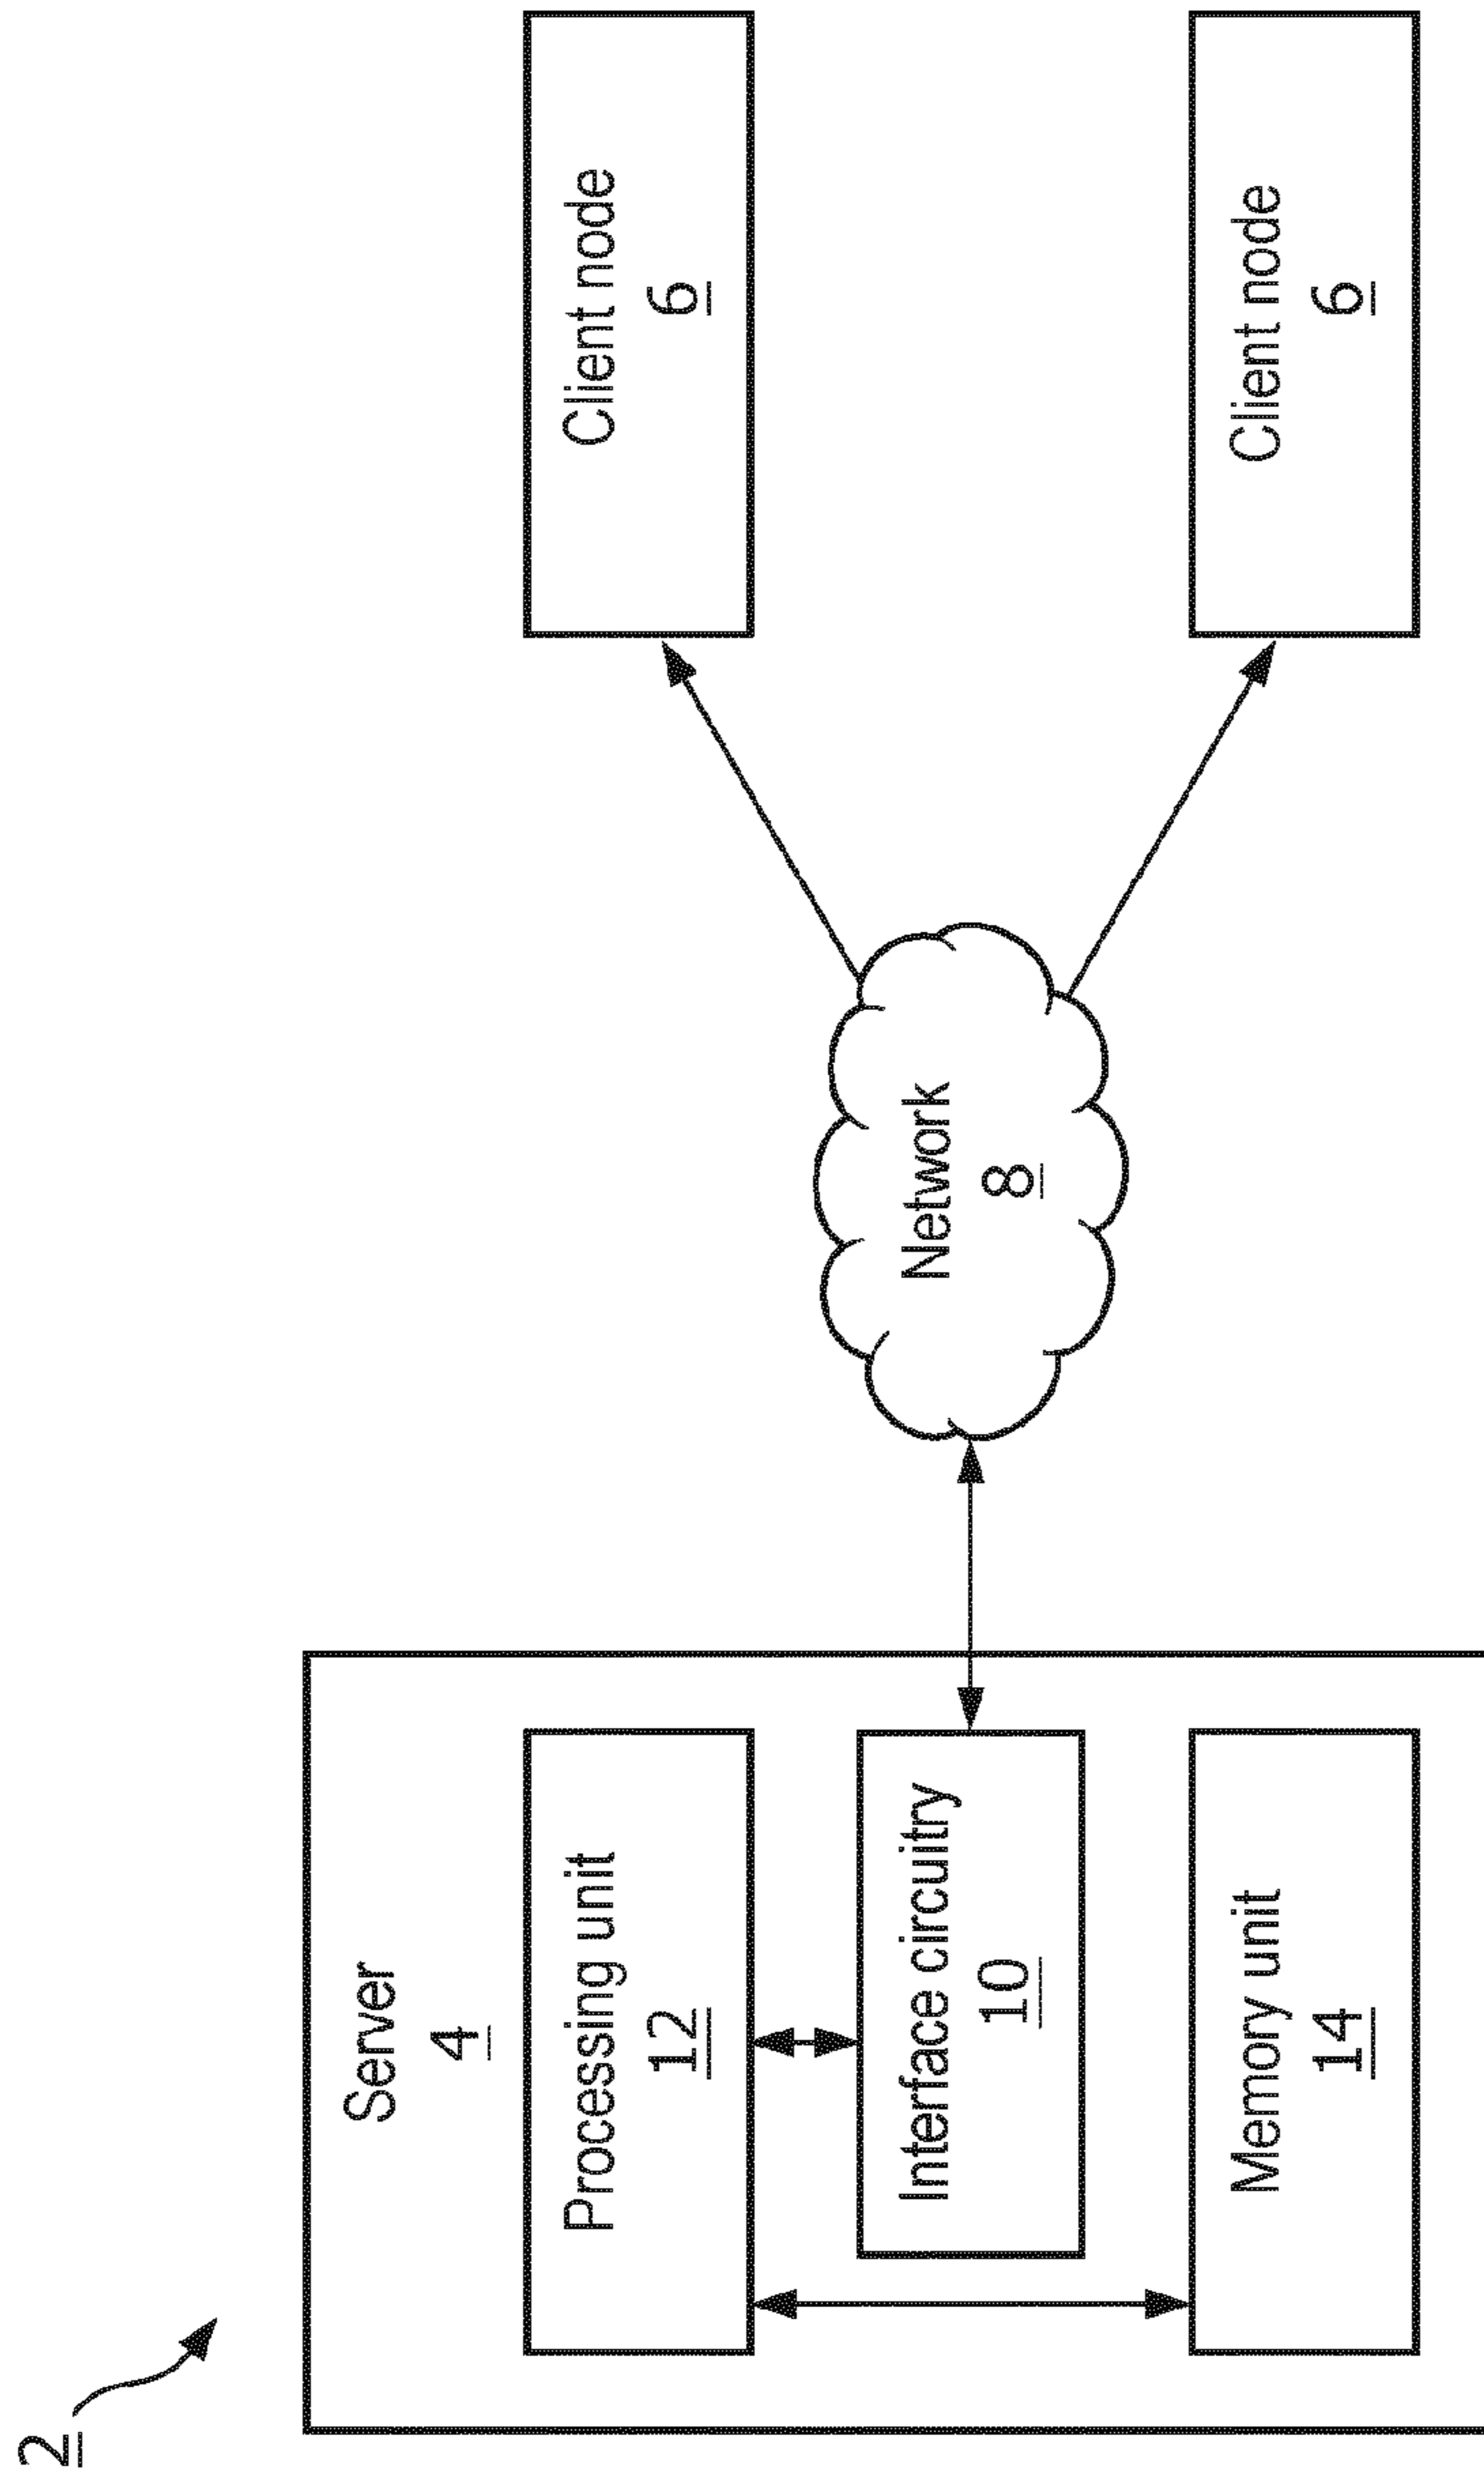 2
Server
4
Processing unit
12
Interface circuitry
10
Memory unit
14
Network
8
Client node
6
Client node
6